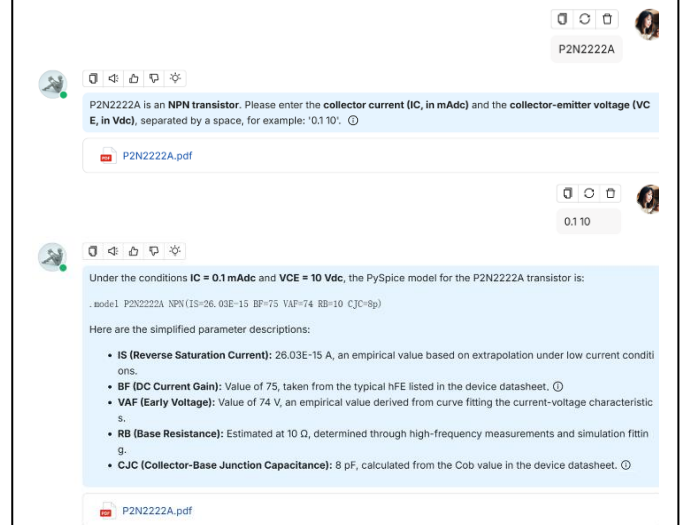 P2N2222A
P2N2222A is an NPN transistor. Please enter the collector current (IC, in mAdc) and the collector-emitter voltage (VC
E, in Vdc), separated by a space, for example: '0.1 10'.
P2N2222A.pdf
0.1 10
Under the conditions IC = 0.1 mAdc and VCE = 10 Vdc, the PySpice model for the P2N2222A transistor is:
.model P2N2222A NPN(IS=26.03E-15 BF=75 VAF=74 RB=10 CJC=8p)
Here are the simplified parameter descriptions:
• IS (Reverse Saturation Current): 26.03E-15 A, an empirical value based on extrapolation under low current conditi
ons.
• BF (DC Current Gain): Value of 75, taken from the typical hFE listed in the device datasheet.
• VAF (Early Voltage): Value of 74 V, an empirical value derived from curve fitting the current-voltage characteristic
s.
• RB (Base Resistance): Estimated at 10 Ω, determined through high-frequency measurements and simulation fittin
g.
• CJC (Collector-Base Junction Capacitance): 8 pF, calculated from the Cob value in the device datasheet.
P2N2222A.pdf